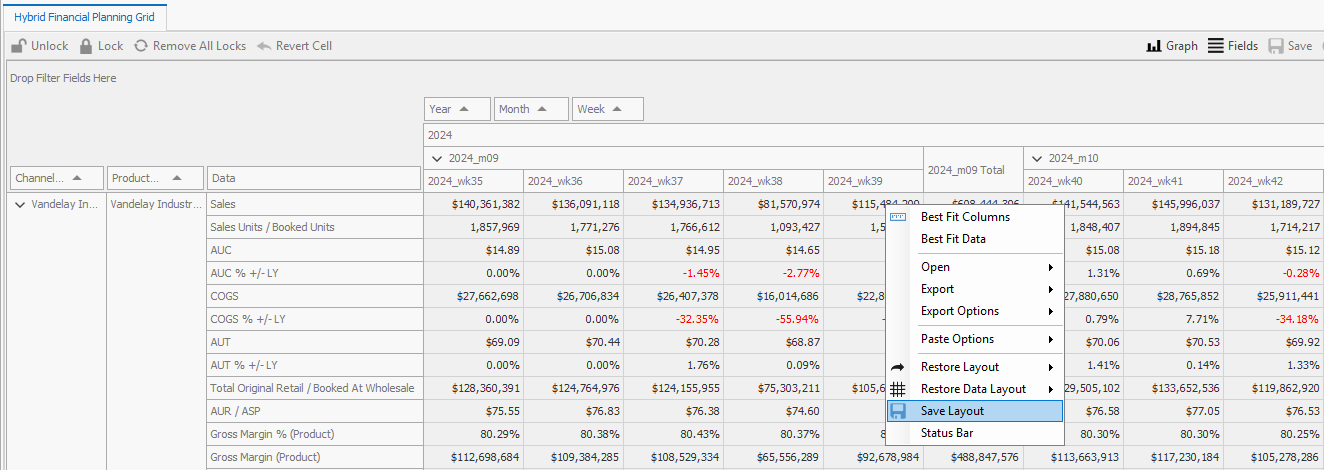 Hybrid Financial Planning Grid
Unlock Lock Remove All Locks Revert Cell Graph Fields Save
Drop Filter Fields Here
Year Month Week
2024
2024_m09 2024_m09 Total 2024_m10
Channel... Product... Data 2024_wk35 2024_wk36 2024_wk37 2024_wk38 2024_wk39 2024_wk40 2024_wk41 2024_wk42
Vandelay In... Vandelay Industr... Sales $140,361,382 $136,091,118 $134,936,713 $81,570,974 $141,544,563 $145,996,037 $131,189,727
Best Fit Columns
Sales Units / Booked Units 1,857,969 1,771,276 1,766,612 1,093,427 1,848,407 1,894,845 1,714,217
Best Fit Data
AUC $14.89 $15.08 $14.95 $14.65 $15.08 $15.18 $15.12
Open
AUC % +/- LY 0.00% 0.00% -1.45% -2.77% 1.31% 0.69% -0.28%
Export
COGS $27,662,698 $26,706,834 $26,407,378 $16,014,686 $22,8 27,880,650 $28,765,852 $25,911,441
Export Options
COGS % +/- LY 0.00% 0.00% -32.35% -55.94% 0.79% 7.71% -34.18%
Paste Options
AUT $69.09 $70.44 $70.28 $68.87 $70.06 $70.53 $69.92
Restore Layout
AUT % +/- LY 0.00% 0.00% 1.76% 0.09% 1.41% 0.14% 1.33%
Restore Data Layout
Total Original Retail / Booked At Wholesale $128,360,391 $124,764,976 $124,155,955 $75,303,211 $105,6 29,505,102 $133,652,536 $119,862,920
Save Layout
AUR / ASP $75.55 $76.83 $76.38 $74.60 $76.58 $77.05 $76.53
Status Bar
Gross Margin % (Product) 80.29% 80.38% 80.43% 80.37% 80.30% 80.30% 80.25%
Gross Margin (Product) $112,698,684 $109,384,285 $108,529,334 $65,556,289 $92,678,984 $488,847,576 $113,663,913 $117,230,184 $105,278,286